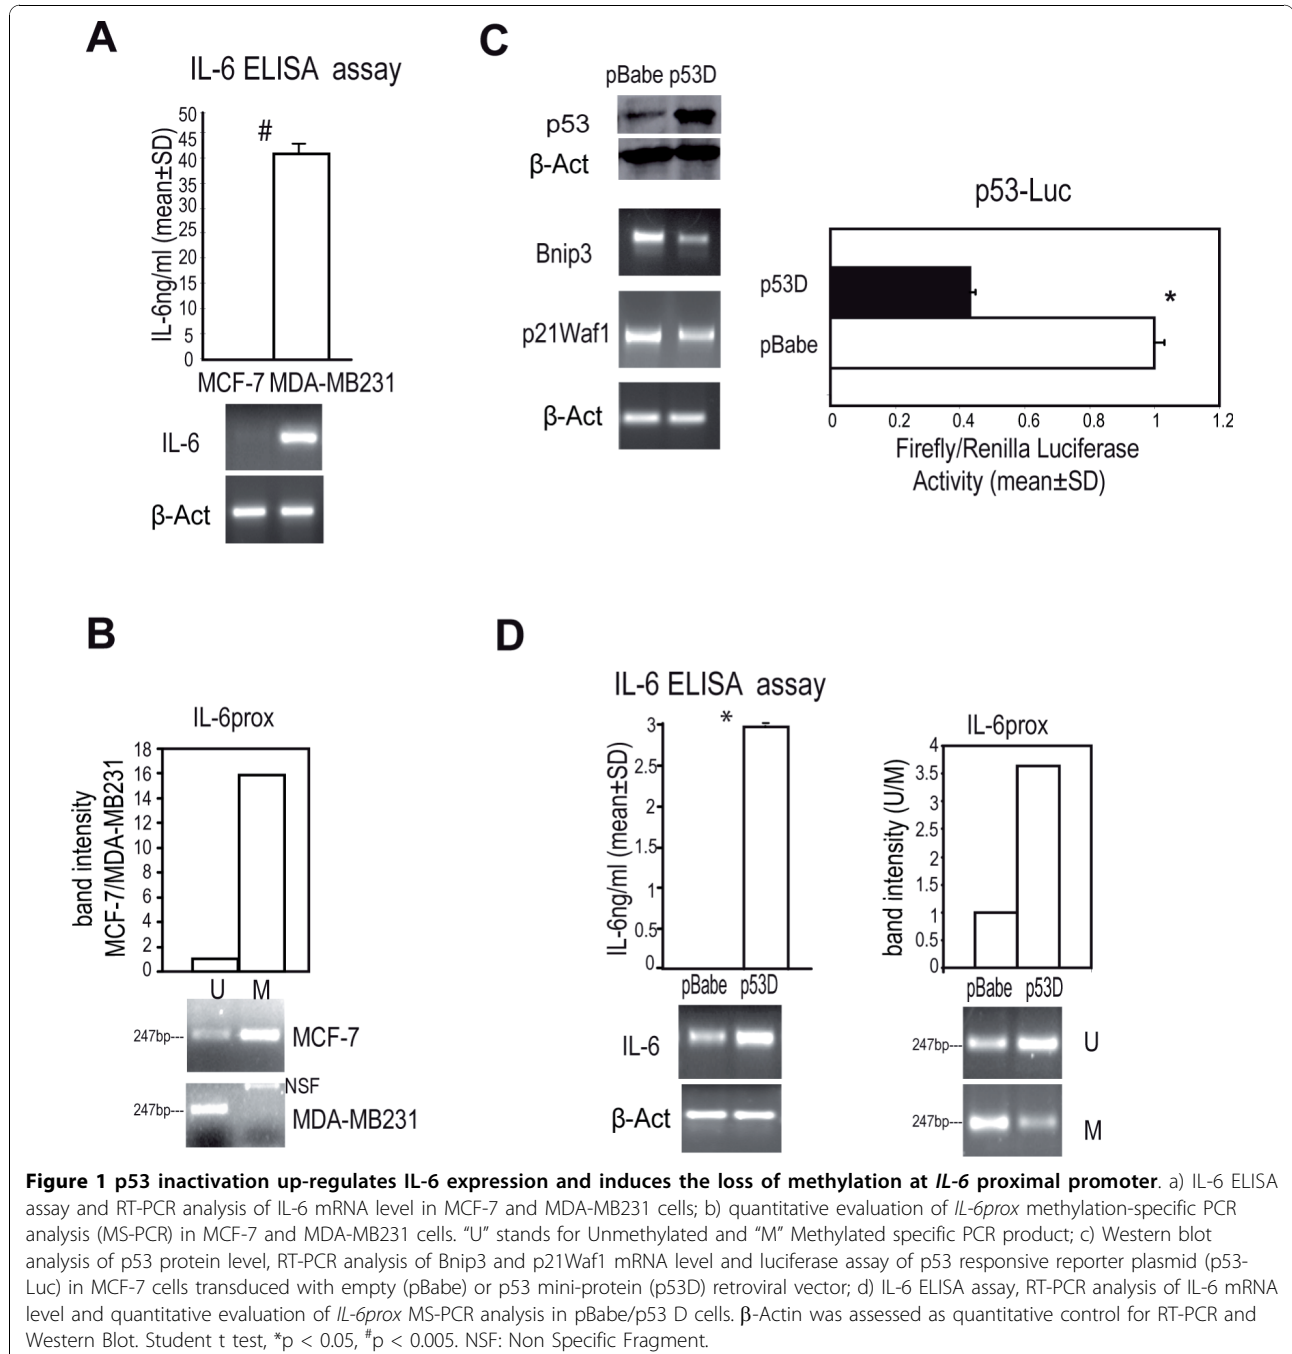 A
IL-6 ELISA assay
IL-6ng/ml (mean±SD)
50
45
40
35
30
25
20
15
10
5
0
#
MCF-7 MDA-MB231
IL-6
β-Act
C
pBabe p53D
p53
β-Act
Bnip3
p21Waf1
β-Act
p53-Luc
p53D
pBabe
*
0 0.2 0.4 0.6 0.8 1 1.2
Firefly/Renilla Luciferase
Activity (mean±SD)
B
IL-6prox
band intensity
MCF-7/MDA-MB231
18
16
14
12
10
8
6
4
2
0
U M
247bp--- MCF-7
NSF
247bp--- MDA-MB231
D
IL-6 ELISA assay
IL-6ng/ml (mean±SD)
3
2.5
2
1.5
1
0.5
0
*
pBabe p53D
IL-6
β-Act
IL-6prox
band intensity (U/M)
4
3.5
3
2.5
2
1.5
1
0.5
0
pBabe p53D
247bp--- U
247bp--- M
Figure 1 p53 inactivation up-regulates IL-6 expression and induces the loss of methylation at IL-6 proximal promoter. a) IL-6 ELISA
assay and RT-PCR analysis of IL-6 mRNA level in MCF-7 and MDA-MB231 cells; b) quantitative evaluation of IL-6prox methylation-specific PCR
analysis (MS-PCR) in MCF-7 and MDA-MB231 cells. “U” stands for Unmethylated and “M” Methylated specific PCR product; c) Western blot
analysis of p53 protein level, RT-PCR analysis of Bnip3 and p21Waf1 mRNA level and luciferase assay of p53 responsive reporter plasmid (p53-
Luc) in MCF-7 cells transduced with empty (pBabe) or p53 mini-protein (p53D) retroviral vector; d) IL-6 ELISA assay, RT-PCR analysis of IL-6 mRNA
level and quantitative evaluation of IL-6prox MS-PCR analysis in pBabe/p53 D cells. β-Actin was assessed as quantitative control for RT-PCR and
Western Blot. Student t test, *p < 0.05, #p < 0.005. NSF: Non Specific Fragment.